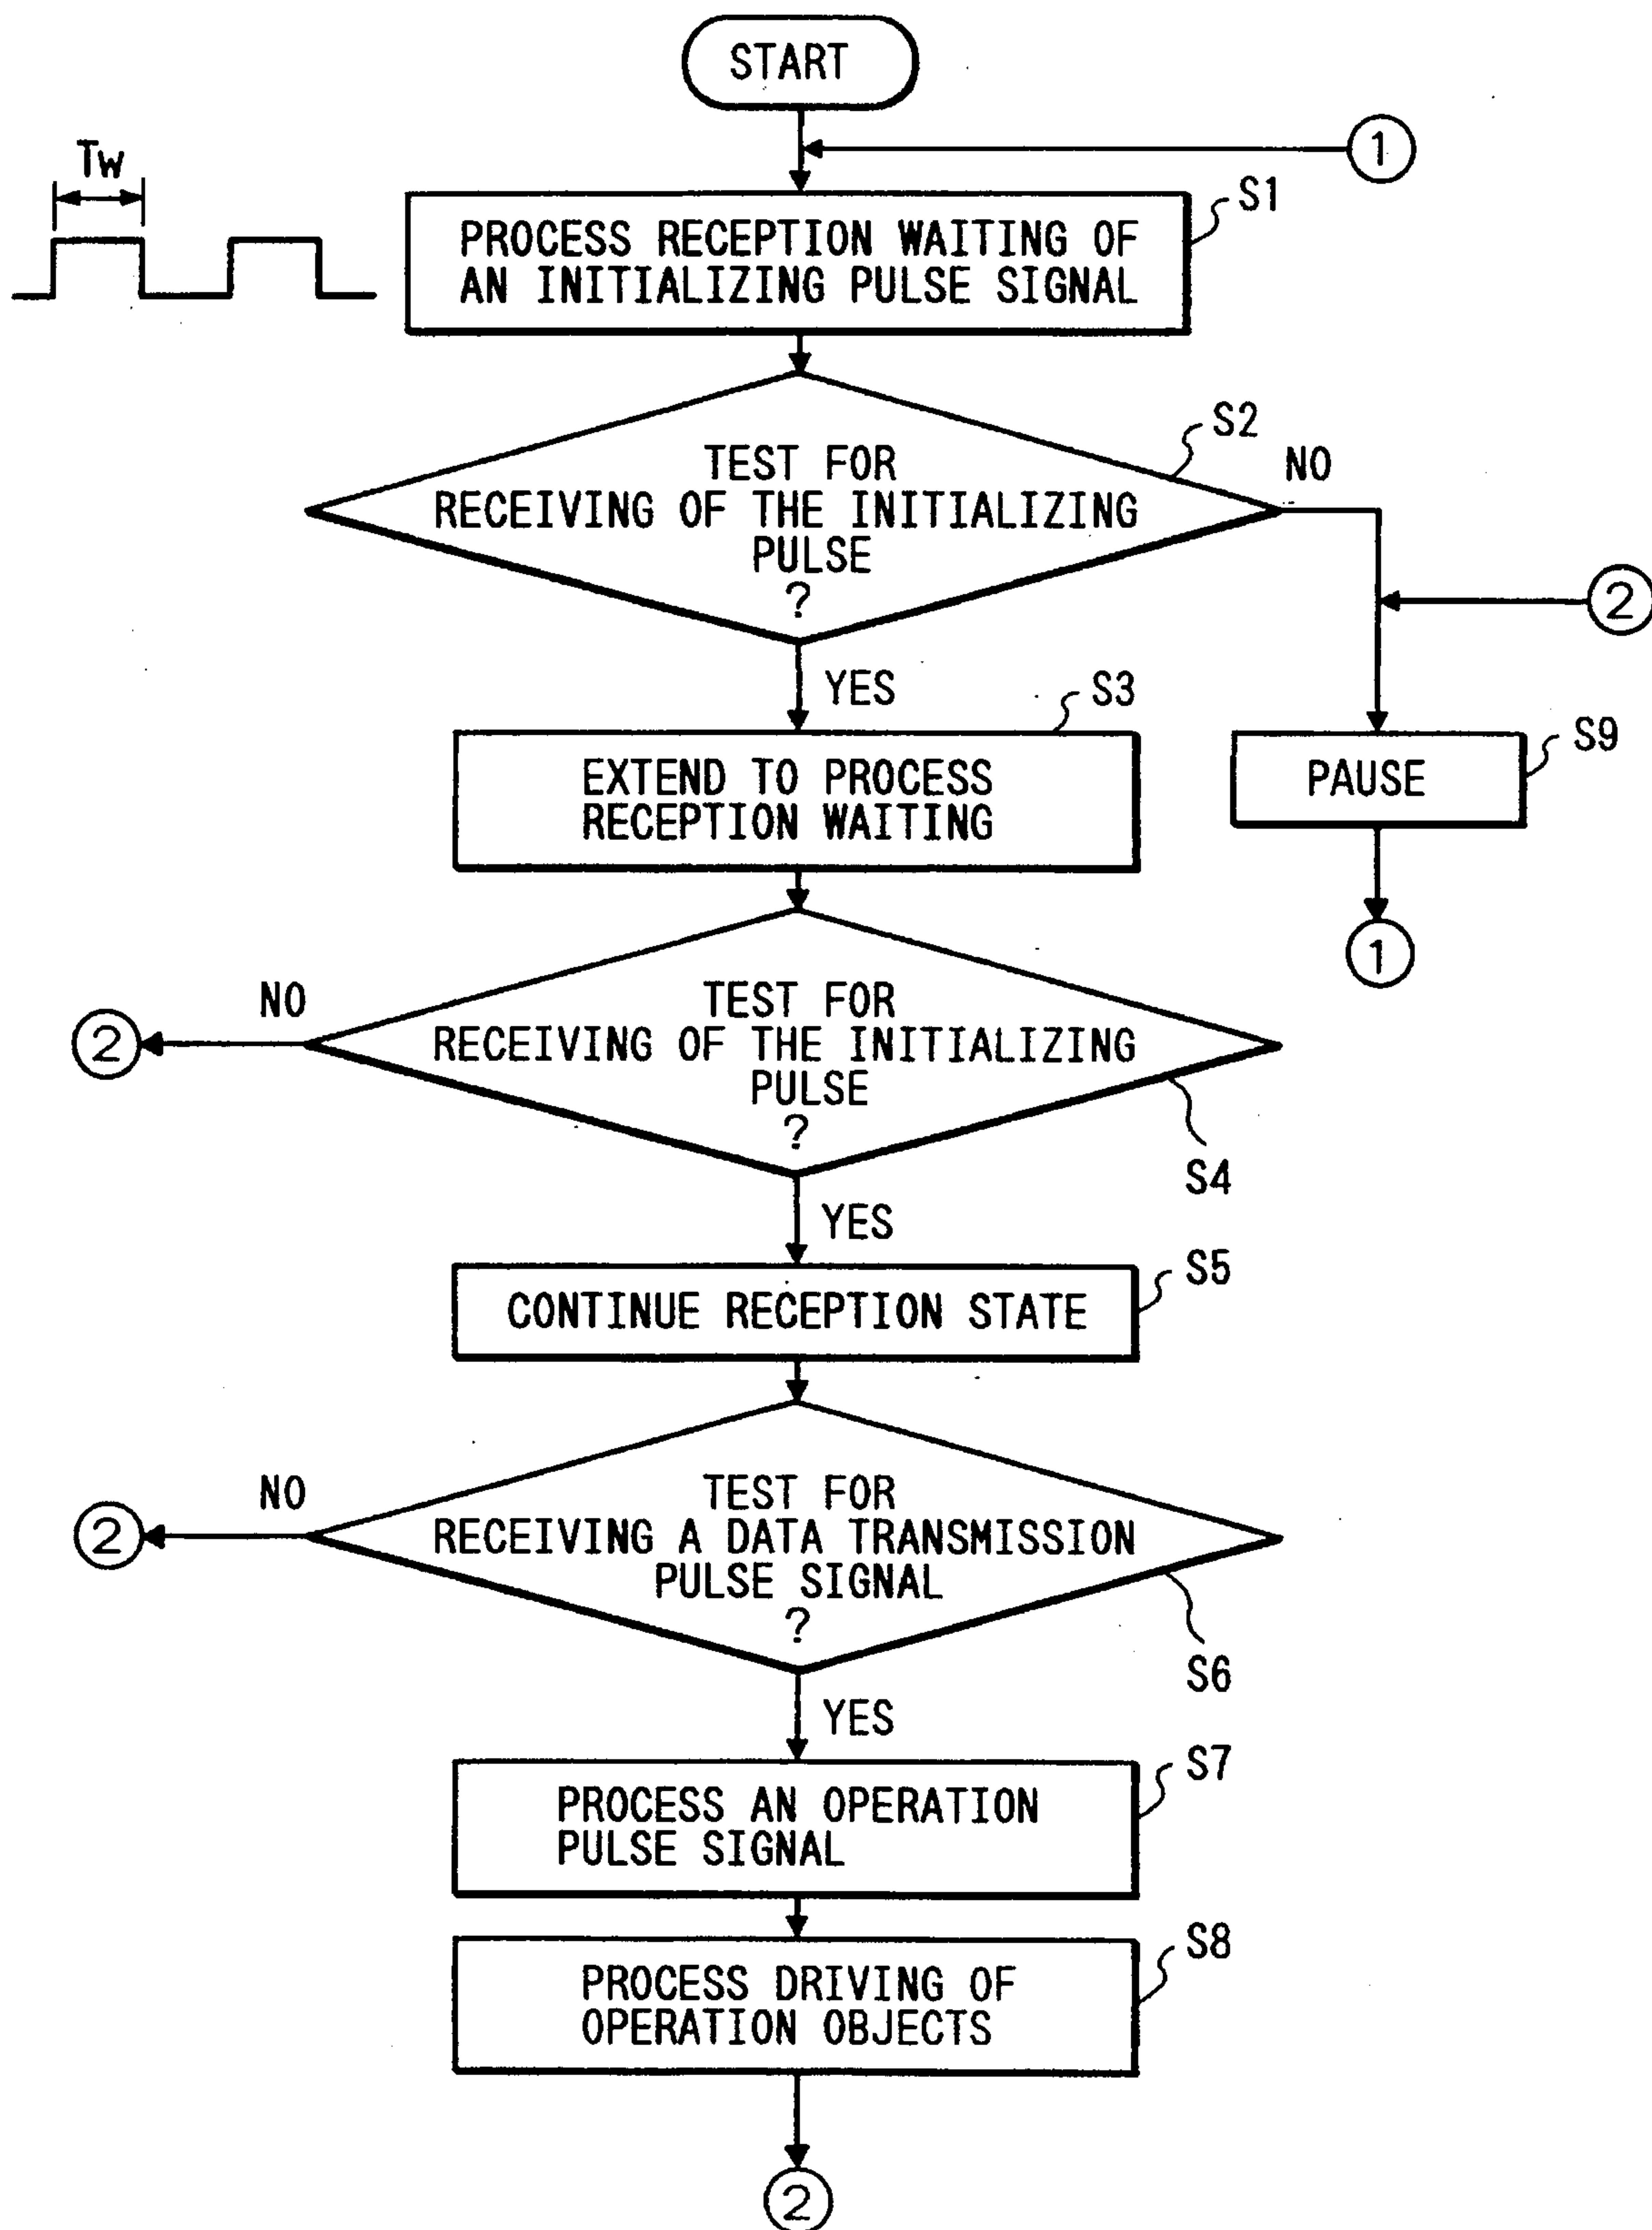 START
1
Tw
S1
PROCESS RECEPTION WAITING OF
AN INITIALIZING PULSE SIGNAL
S2
TEST FOR
RECEIVING OF THE INITIALIZING
PULSE
?
NO
2
YES
S3
EXTEND TO PROCESS
RECEPTION WAITING
S9
PAUSE
1
NO
2
TEST FOR
RECEIVING OF THE INITIALIZING
PULSE
?
S4
YES
S5
CONTINUE RECEPTION STATE
NO
2
TEST FOR
RECEIVING A DATA TRANSMISSION
PULSE SIGNAL
?
S6
YES
S7
PROCESS AN OPERATION
PULSE SIGNAL
S8
PROCESS DRIVING OF
OPERATION OBJECTS
2